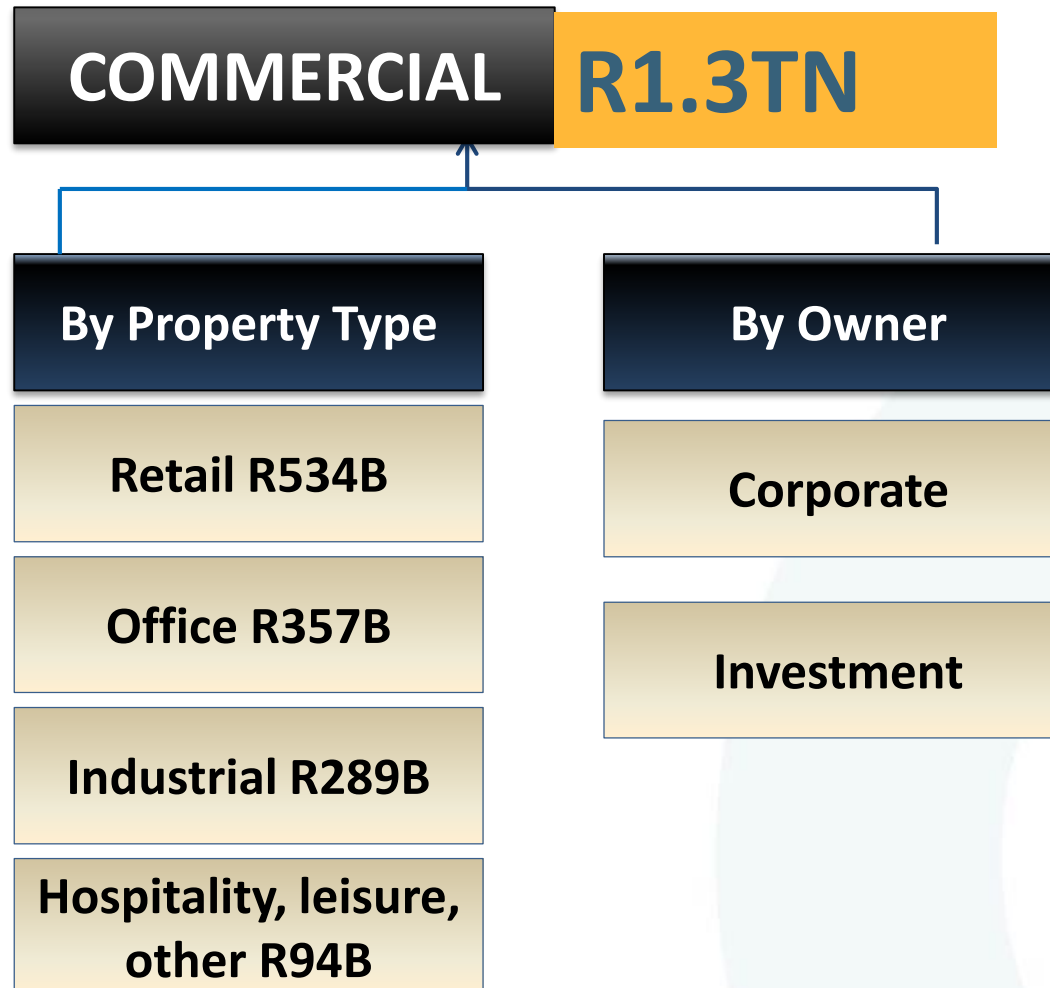 COMMERCIAL R1.3TN
By Property Type
Retail R534B
Office R357B
Industrial R289B
Hospitality, leisure,
other R94B
By Owner
Corporate
Investment